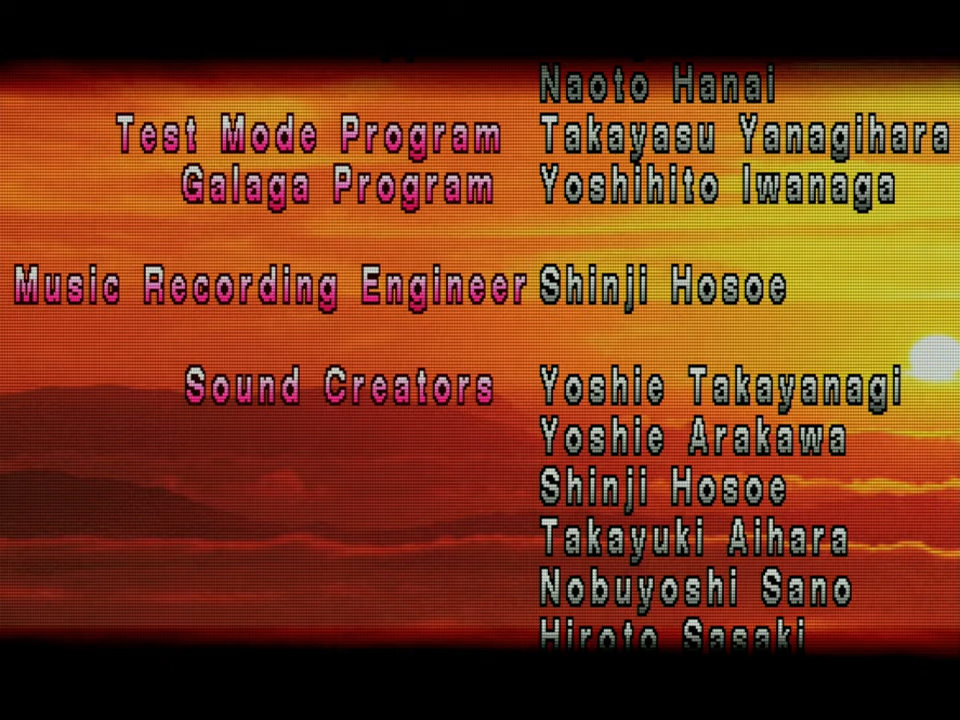 Naoto Hanai
Test Mode Program Takayasu Yanagihara
Galaga Program Yoshihito Iwanaga
Music Recording Engineer Shinji Hosoe
Sound Creators Yoshie Takayanagi
Yoshie Arakawa
Shinji Hosoe
Takayuki Aihara
Nobuyoshi Sano
Hiroto Sasaki